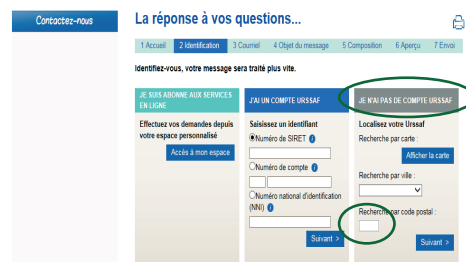 Contactez-nous
La réponse à vos questions...
1 Accueil 2 Identification 3 Courriel 4 Objet du message 5 Composition 6 Aperçu 7 Envoi
Identifiez-vous, votre message sera traité plus vite.
JE SUIS ABONNE AUX SERVICES
EN LIGNE
Effectuez vos demandes depuis
votre espace personnalisé
Accès à mon espace
J'AI UN COMPTE URSSAF
Saisissez un identifiant
Numéro de SIRET
Numéro de compte
Numéro national d'identification
(NNI)
Suivant >
JE N'AI PAS DE COMPTE URSSAF
Localisez votre Urssaf
Recherche par carte :
Afficher la carte
Recherche par ville :
Recherche par code postal :
Suivant >